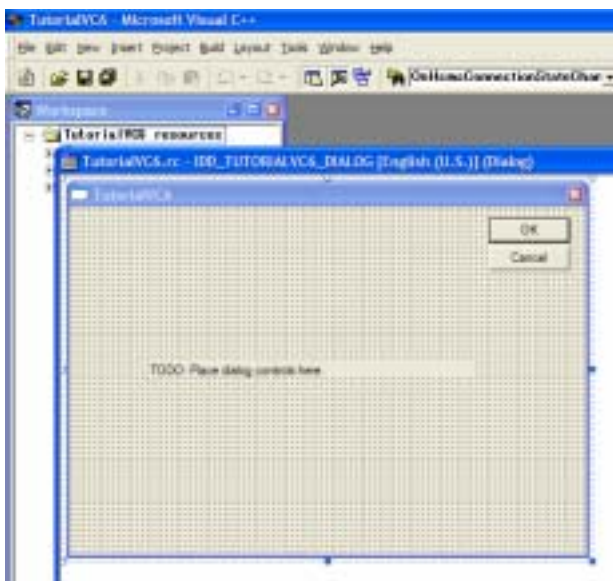 TutorialVC6 - Microsoft Visual C++
File Edit View Insert Project Build Layout Tools Window Help
OnHomeConnectionStateChan
Workspace
TutorialVC6 resources
TutorialVC6.rc - IDD_TUTORIALVC6_DIALOG [English (U.S.)] (Dialog)
TutorialVC6
OK
Cancel
TODO: Place dialog controls here.